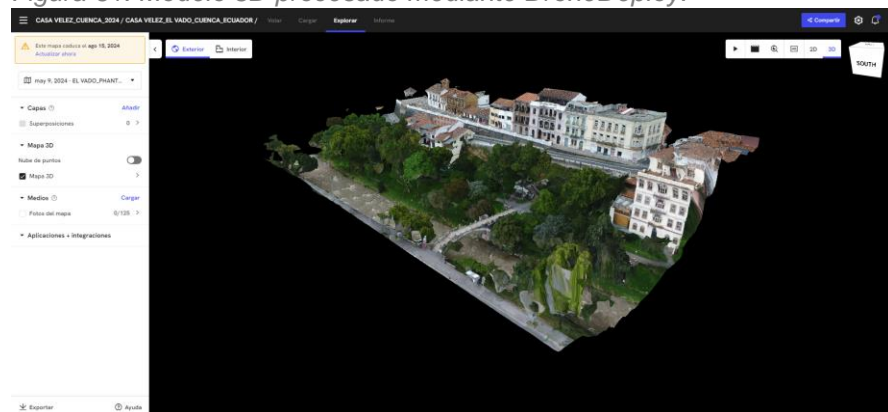 Figura 64. Modelo 3D procesado mediante DroneDeploy.
CASA VELEZ_CUENCA_2024 / CASA VELEZ_EL VADO_CUENCA_ECUADOR / Volar Cargar Explorar Informe Compartir
Este mapa caduca el ago 15, 2024
Actualizar ahora
Exterior Interior 2D 3D
SOUTH
may 9, 2024 - EL VADO_PHANT...
Capas Añadir
Superposiciones 0
Mapa 3D
Nube de puntos
Mapa 3D
Medios Cargar
Fotos del mapa 0/135
Aplicaciones + integraciones
Exportar Ayuda